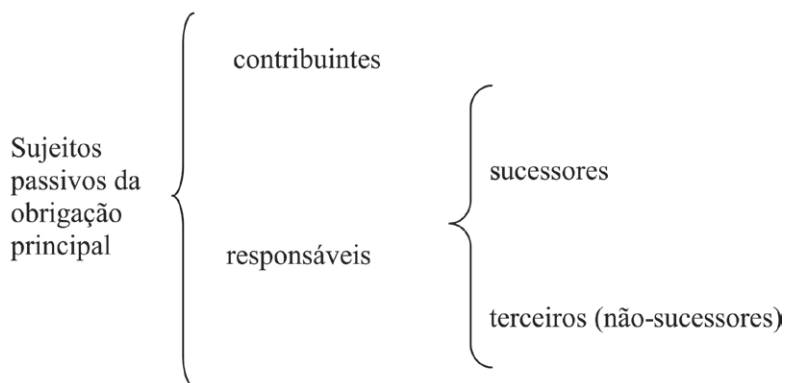 contribuintes
Sujeitos
passivos da
obrigação
principal
responsáveis
sucessores
terceiros (não-sucessores)